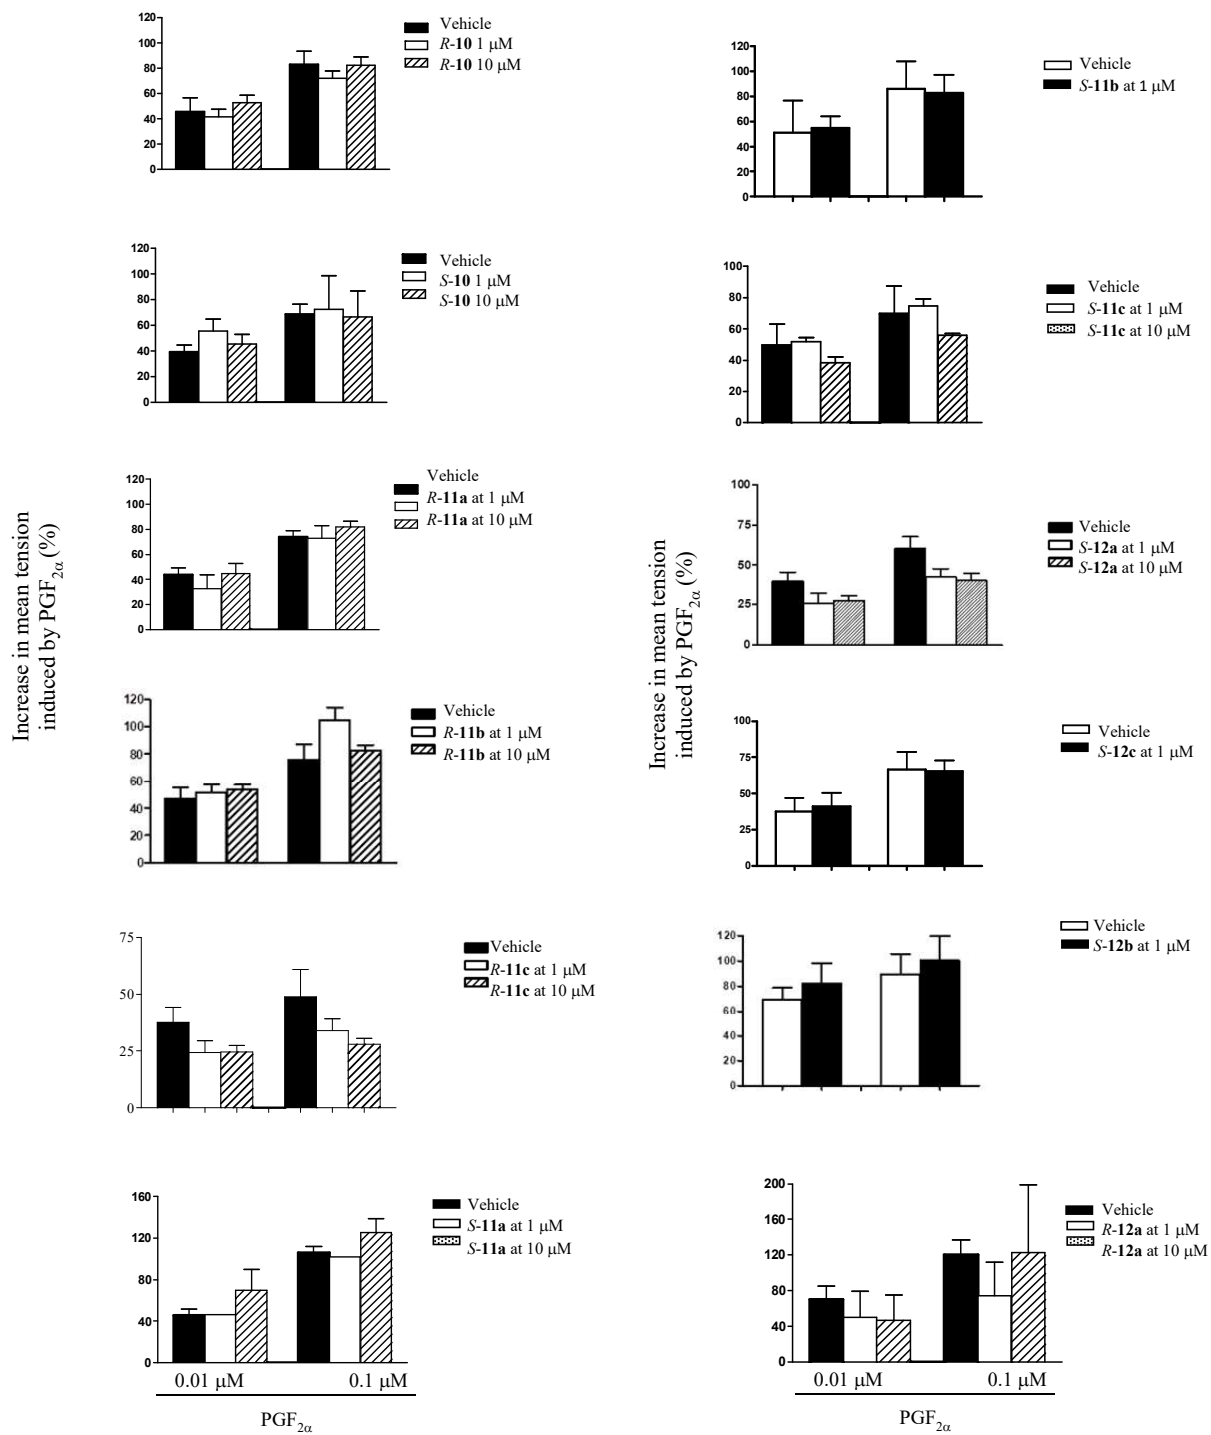 Increase in mean tension
induced by PGF2α (%)
120
100
80
60
40
20
0
Vehicle
R-10 1 μM
R-10 10 μM
120
100
80
60
40
20
0
Vehicle
S-10 1 μM
S-10 10 μM
120
100
80
60
40
20
0
Vehicle
R-11a at 1 μM
R-11a at 10 μM
120
100
80
60
40
20
0
Vehicle
R-11b at 1 μM
R-11b at 10 μM
75
50
25
0
Vehicle
R-11c at 1 μM
R-11c at 10 μM
160
120
80
40
0
Vehicle
S-11a at 1 μM
S-11a at 10 μM
0.01 μM 0.1 μM
PGF2α
Increase in mean tension
induced by PGF2α (%)
120
100
80
60
40
20
0
Vehicle
S-11b at 1 μM
100
80
60
40
20
0
Vehicle
S-11c at 1 μM
S-11c at 10 μM
100
75
50
25
0
Vehicle
S-12a at 1 μM
S-12a at 10 μM
100
75
50
25
0
Vehicle
S-12c at 1 μM
120
100
80
60
40
20
0
Vehicle
S-12b at 1 μM
200
160
120
80
40
0
Vehicle
R-12a at 1 μM
R-12a at 10 μM
0.01 μM 0.1 μM
PGF2α